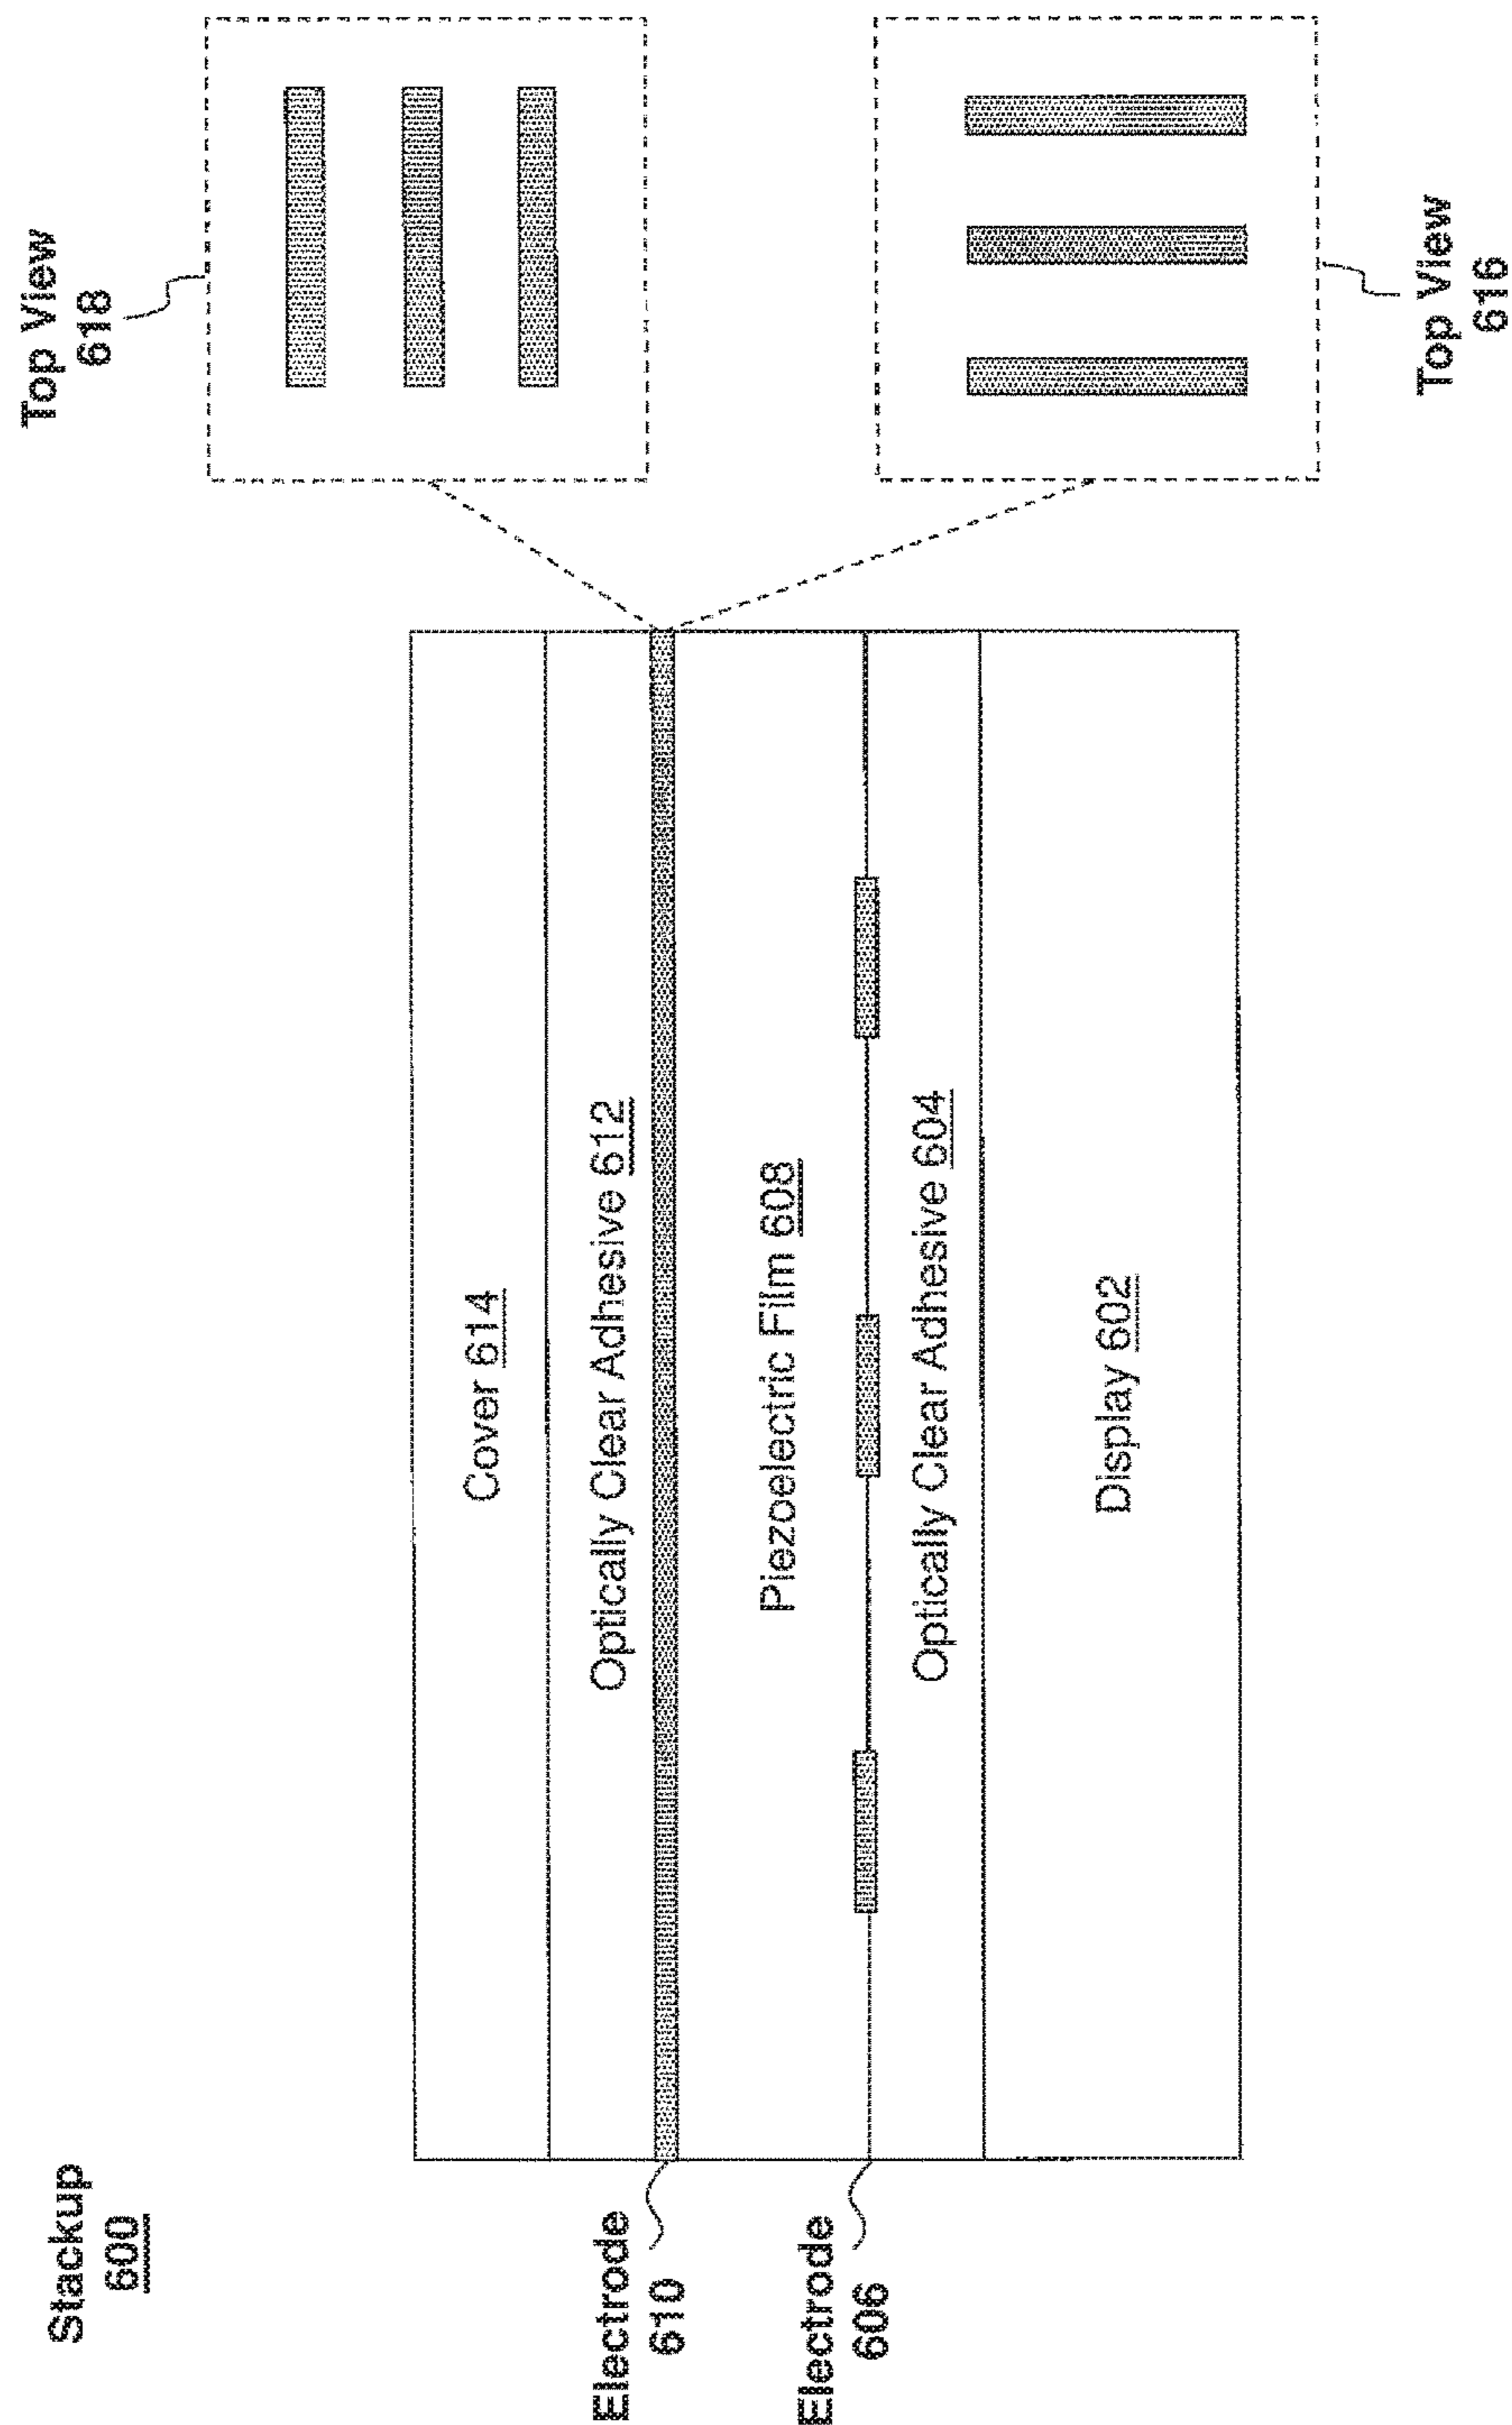 Stackup
600
Top View
618
Cover 614
Optically Clear Adhesive 612
Electrode
610
Piezoelectric Film 608
Electrode
606
Optically Clear Adhesive 604
Display 602
Top View
616